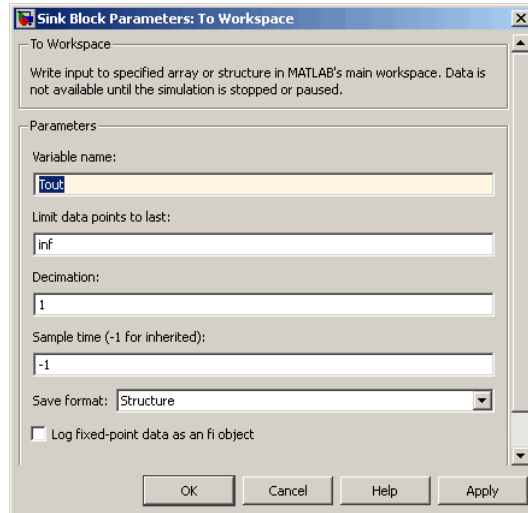 Sink Block Parameters: To Workspace
To Workspace
Write input to specified array or structure in MATLAB's main workspace. Data is
not available until the simulation is stopped or paused.
Parameters
Variable name:
Tout
Limit data points to last:
inf
Decimation:
1
Sample time (-1 for inherited):
-1
Save format: Structure
Log fixed-point data as an fi object
OK Cancel Help Apply